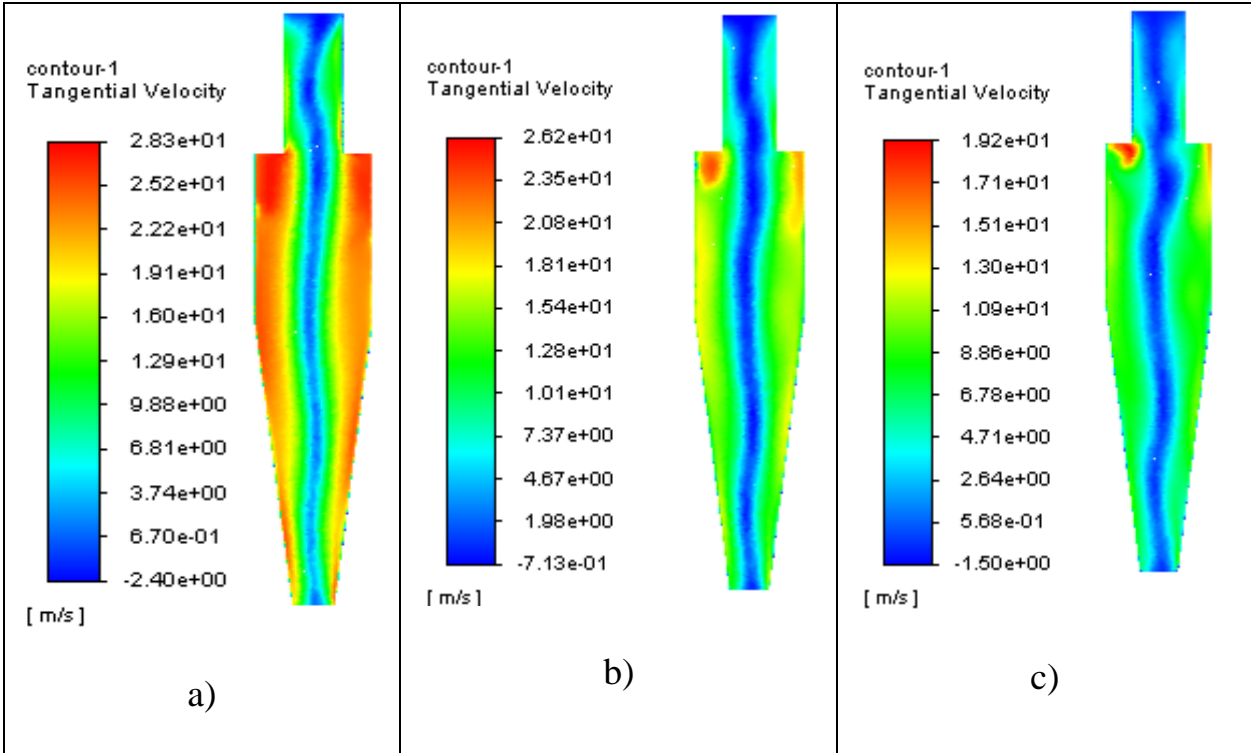 contour-1
Tangential Velocity
2.83e+01
2.52e+01
2.22e+01
1.91e+01
1.60e+01
1.29e+01
9.88e+00
6.81e+00
3.74e+00
6.70e-01
-2.40e+00
[ m/s ]
a)
contour-1
Tangential Velocity
2.62e+01
2.35e+01
2.08e+01
1.81e+01
1.54e+01
1.28e+01
1.01e+01
7.37e+00
4.67e+00
1.98e+00
-7.13e-01
[ m/s ]
b)
contour-1
Tangential Velocity
1.92e+01
1.71e+01
1.51e+01
1.30e+01
1.09e+01
8.86e+00
6.78e+00
4.71e+00
2.64e+00
5.68e-01
-1.50e+00
[ m/s ]
c)